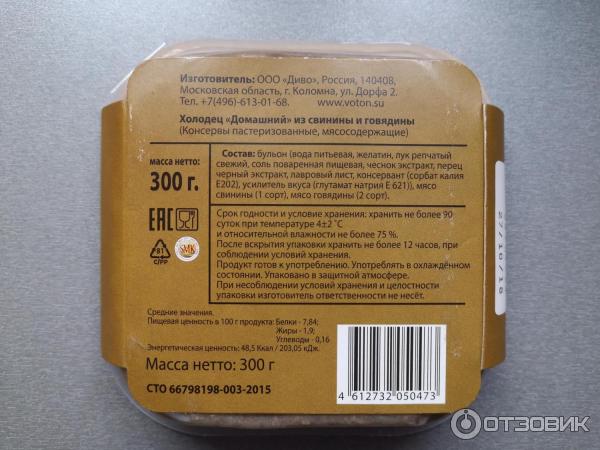 Изготовитель: ООО «Диво», Россия, 140408,
Московская область, г. Коломна, ул. Дорфа 2.
Тел. +7(496)-613-01-68. www.voton.su
Холодец «Домашний» из свинины и говядины
(Консервы пастеризованные, мясосодержащие)
масса нетто:
300 г.
Состав: бульон (вода питьевая, желатин, лук репчатый
свежий, соль поваренная пищевая, чеснок экстракт, перец
черный экстракт, лавровый лист, консервант (сорбат калия
Е202), усилитель вкуса (глутамат натрия Е 621)), мясо
свинины (1 сорт), мясо говядины (2 сорт).
EAC
81
C/PP
SMK
Срок годности и условие хранения: хранить не более 90
суток при температуре 4±2 ˚С
и относительной влажности не более 75 %.
После вскрытия упаковки хранить не более 12 часов, при
соблюдении условий хранения.
Продукт готов к употреблению. Употреблять в охлаждённом
состоянии. Упаковано в защитной атмосфере.
При несоблюдении условий хранения и целостности
упаковки изготовитель ответственности не несёт.
27/10/18
Средние значения.
Пищевая ценность в 100 г продукта: Белки - 7,84;
Жиры - 1,9;
Углеводы - 0,16
Энергетическая ценность: 48,5 Ккал / 203,05 кДж.
Масса нетто: 300 г
СТО 66798198-003-2015
4 612732 050473
ОТЗОВИК